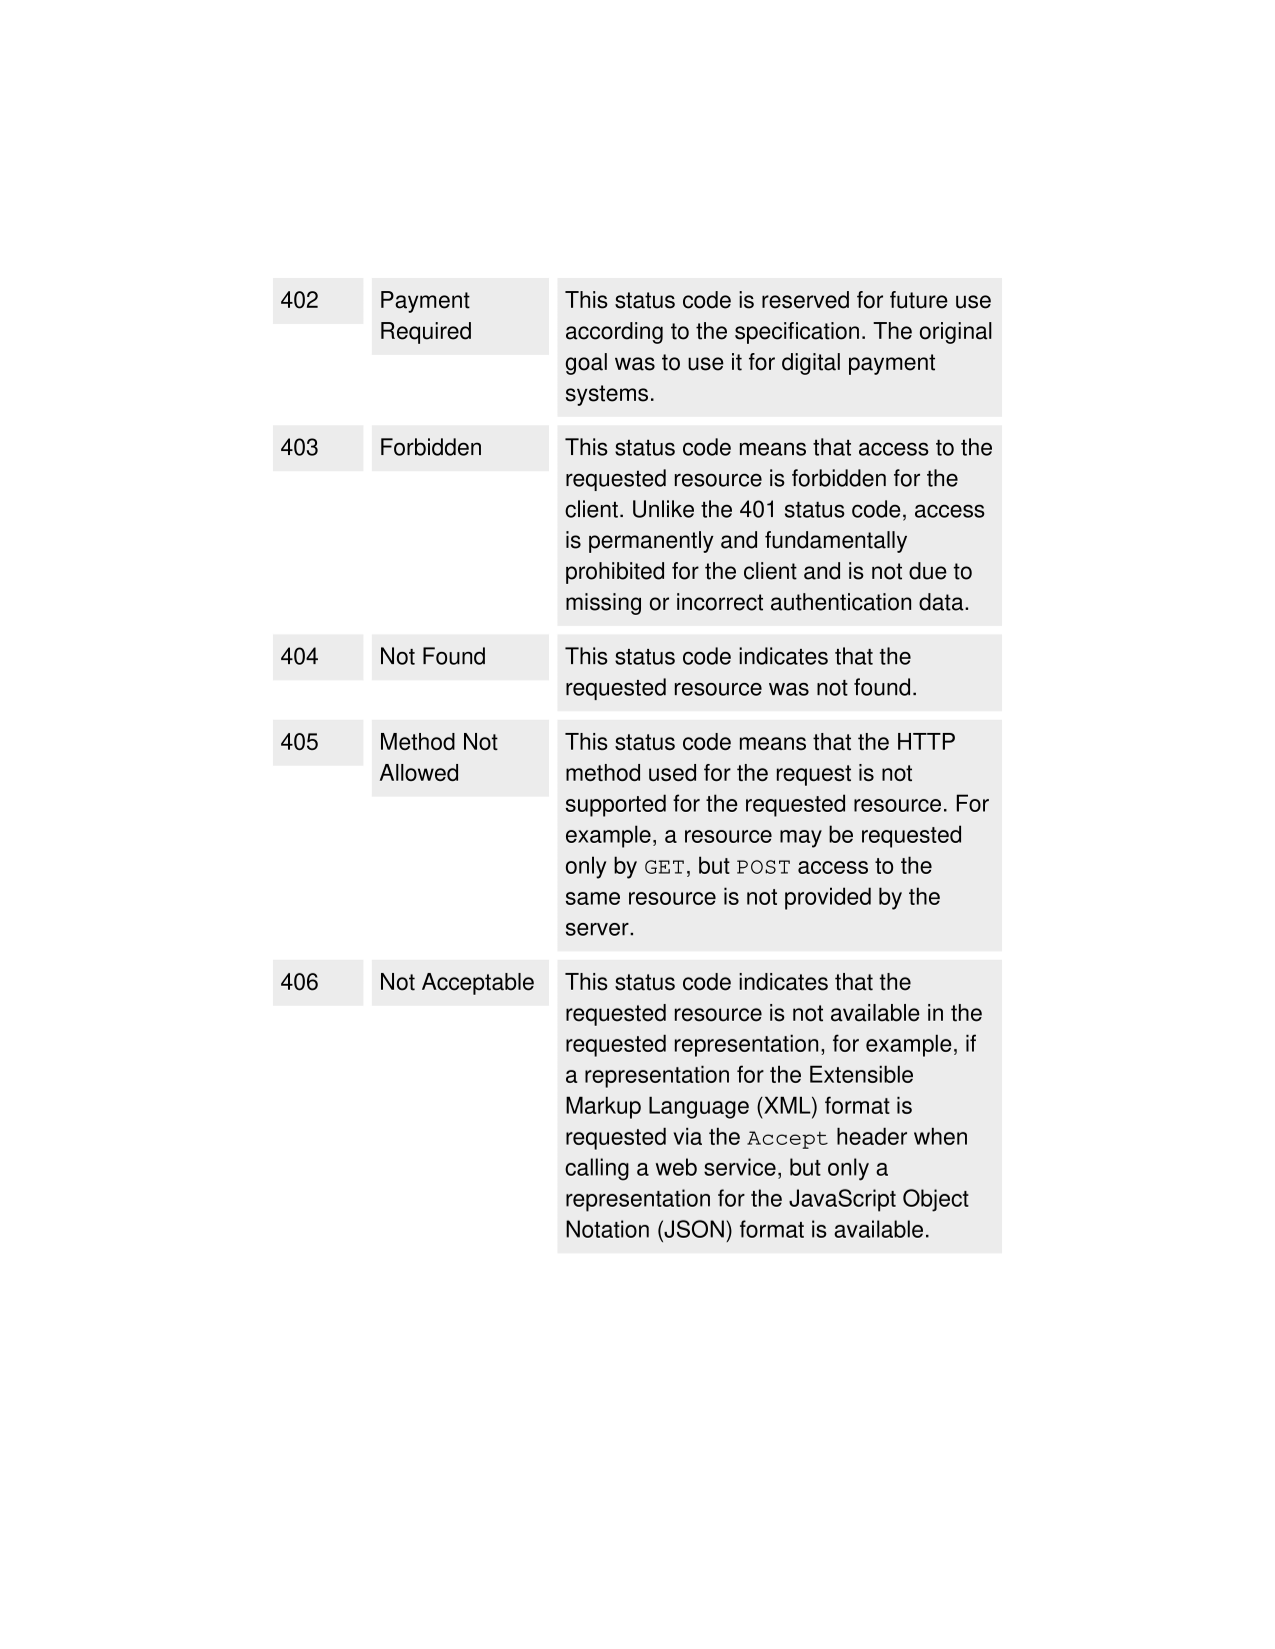 402
Payment
Required
This status code is reserved for future use
according to the specification. The original
goal was to use it for digital payment
systems.
403
Forbidden
This status code means that access to the
requested resource is forbidden for the
client. Unlike the 401 status code, access
is permanently and fundamentally
prohibited for the client and is not due to
missing or incorrect authentication data.
404
Not Found
This status code indicates that the
requested resource was not found.
405
Method Not
Allowed
This status code means that the HTTP
method used for the request is not
supported for the requested resource. For
example, a resource may be requested
only by GET, but POST access to the
same resource is not provided by the
server.
406
Not Acceptable
This status code indicates that the
requested resource is not available in the
requested representation, for example, if
a representation for the Extensible
Markup Language (XML) format is
requested via the Accept header when
calling a web service, but only a
representation for the JavaScript Object
Notation (JSON) format is available.